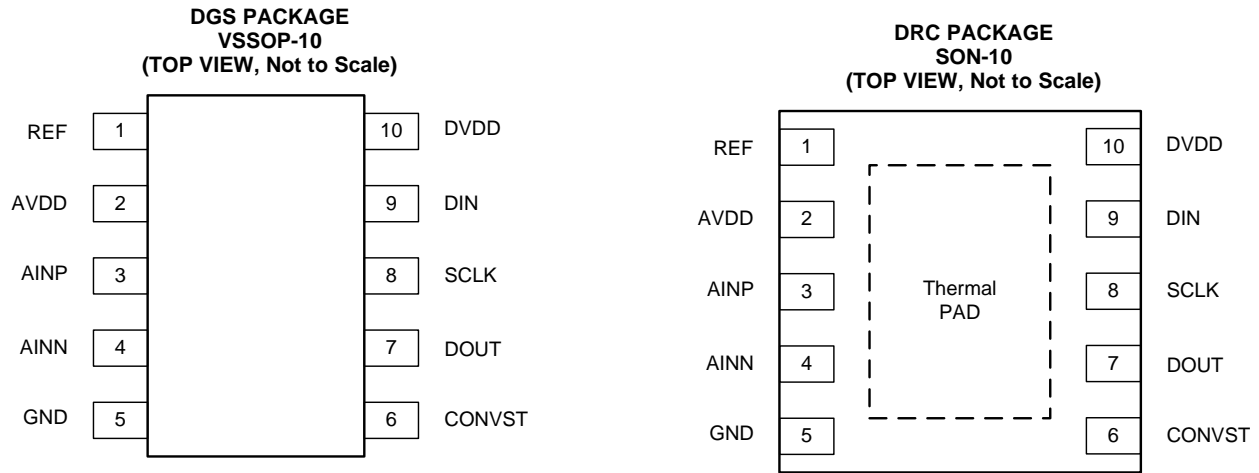 DGS PACKAGE
VSSOP-10
(TOP VIEW, Not to Scale)
REF 1 10 DVDD
AVDD 2 9 DIN
AINP 3 8 SCLK
AINN 4 7 DOUT
GND 5 6 CONVST
DRC PACKAGE
SON-10
(TOP VIEW, Not to Scale)
REF 1 10 DVDD
AVDD 2 9 DIN
AINP 3 Thermal 8 SCLK
PAD
AINN 4 7 DOUT
GND 5 6 CONVST